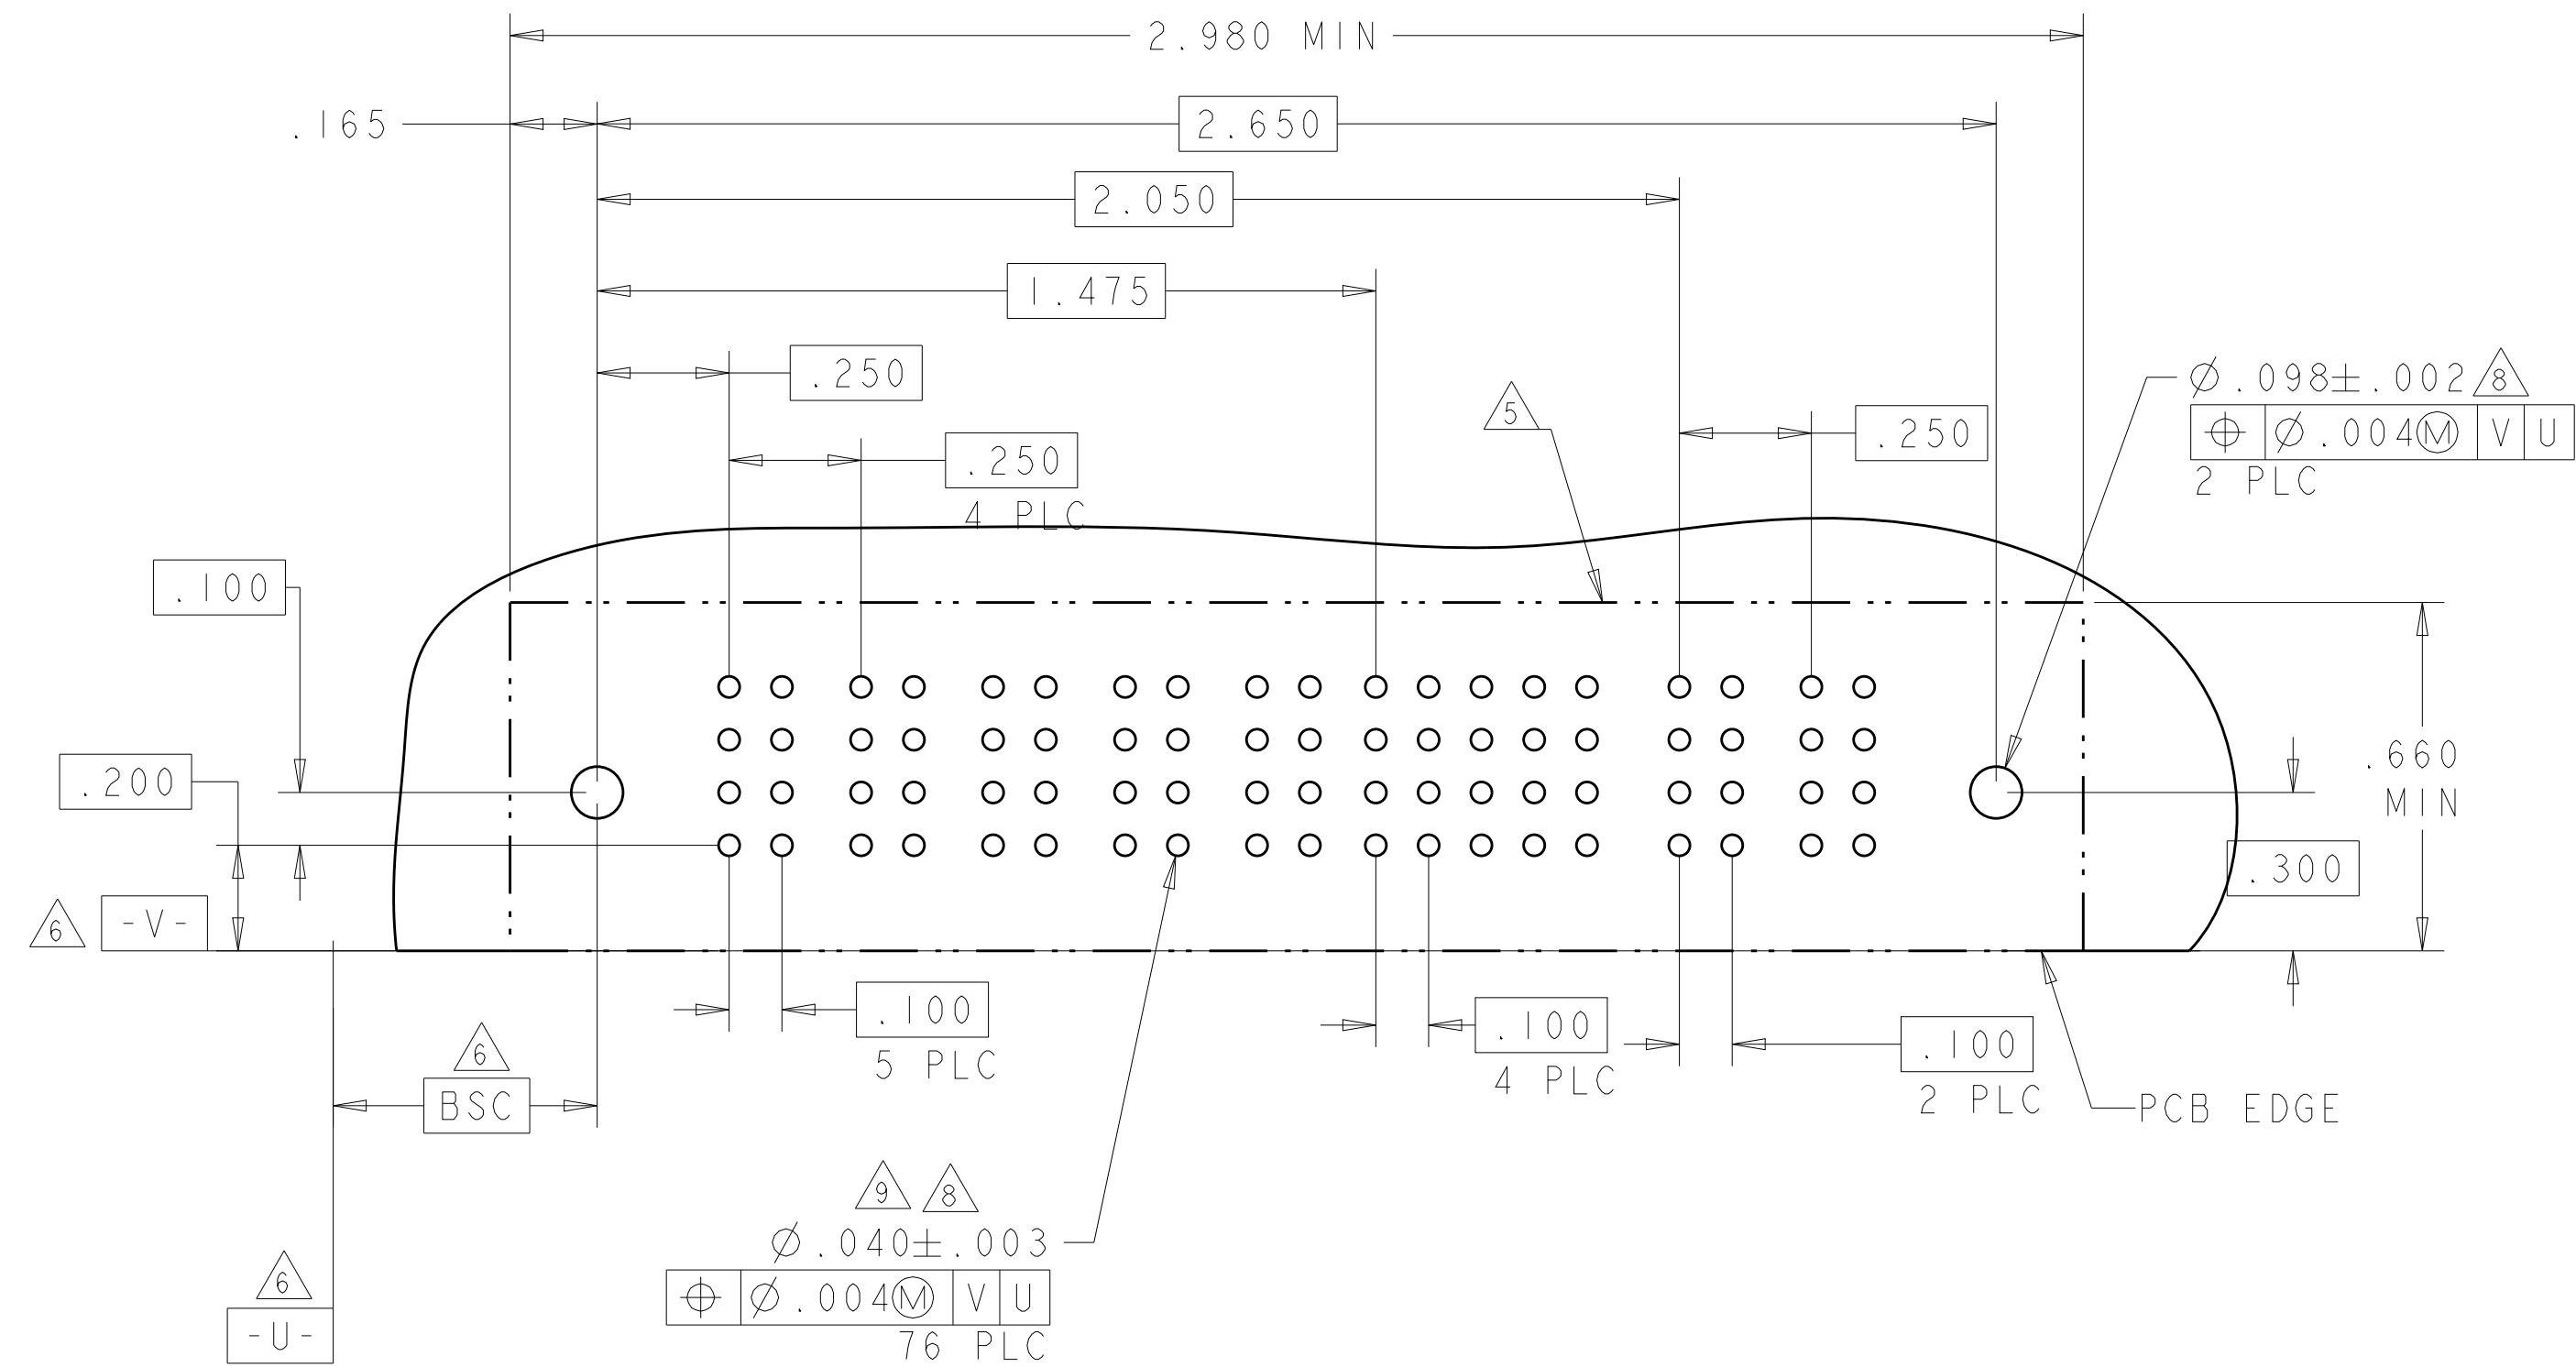 2.980 MIN
.165
2.650
2.050
1.475
.250
.250
4 PLC
5
.250
Ø.098±.002 8
⌖ Ø.004Ⓜ V U
2 PLC
.100
.200
.660
MIN
.300
6
-V-
.100
5 PLC
.100
4 PLC
.100
2 PLC
6
BSC
PCB EDGE
9 8
Ø.040±.003
⌖ Ø.004Ⓜ V U
76 PLC
6
-U-